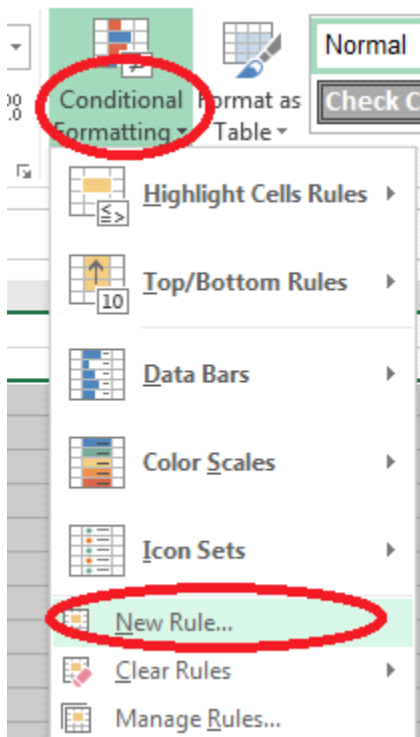 Normal
Conditional Format as Check C
Formatting Table
≤ >
Highlight Cells Rules
Top/Bottom Rules
10
Data Bars
Color Scales
Icon Sets
New Rule...
Clear Rules
Manage Rules...